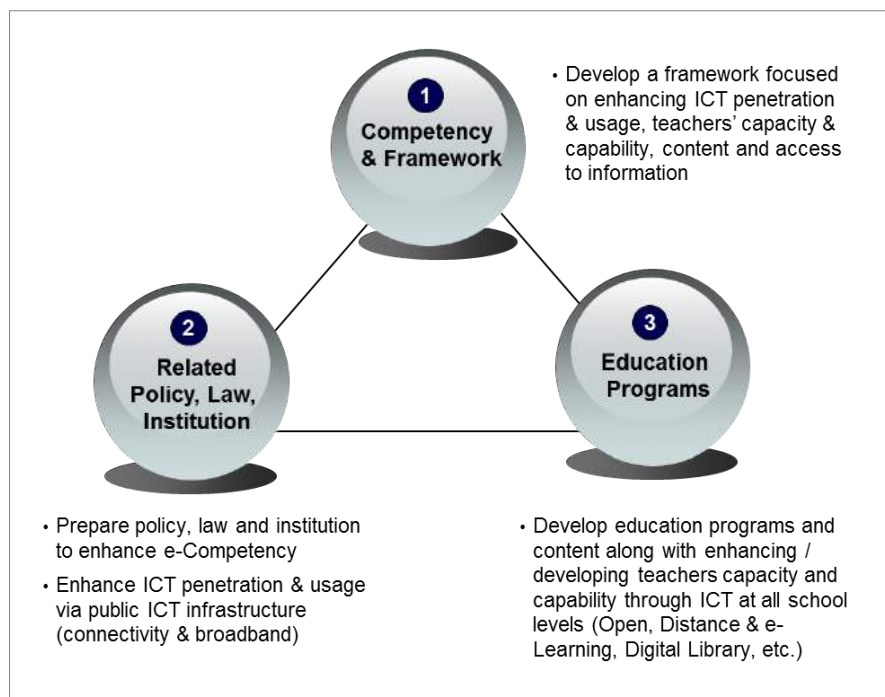 1
Competency
& Framework
• Develop a framework focused
on enhancing ICT penetration
& usage, teachers’ capacity &
capability, content and access
to information
2
Related
Policy, Law,
Institution
3
Education
Programs
• Prepare policy, law and institution
to enhance e-Competency
• Enhance ICT penetration & usage
via public ICT infrastructure
(connectivity & broadband)
• Develop education programs and
content along with enhancing /
developing teachers capacity and
capability through ICT at all school
levels (Open, Distance & e-
Learning, Digital Library, etc.)